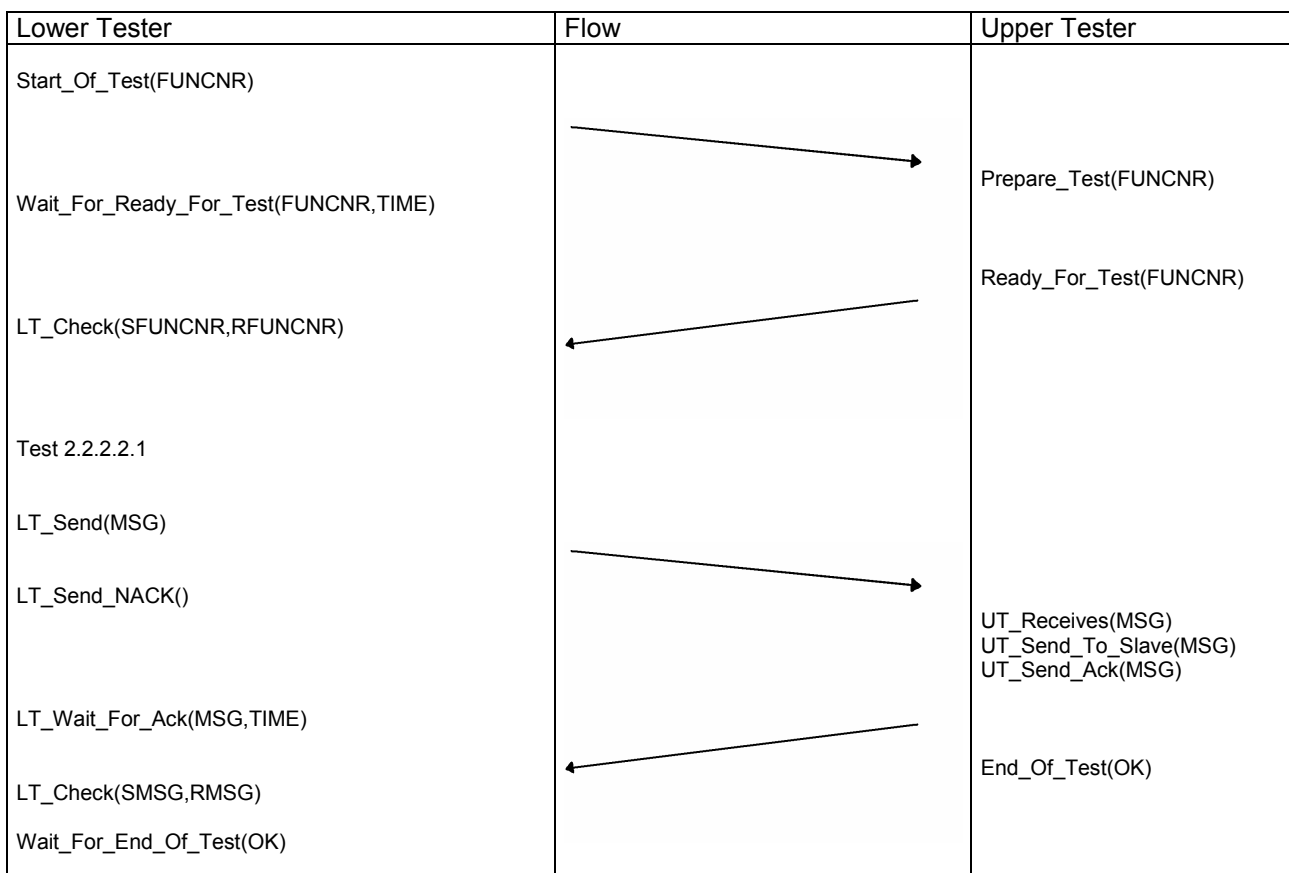 Lower Tester
Flow
Upper Tester
Start_Of_Test(FUNCNR)
Prepare_Test(FUNCNR)
Wait_For_Ready_For_Test(FUNCNR,TIME)
Ready_For_Test(FUNCNR)
LT_Check(SFUNCNR,RFUNCNR)
Test 2.2.2.2.1
LT_Send(MSG)
LT_Send_NACK()
UT_Receives(MSG)
UT_Send_To_Slave(MSG)
UT_Send_Ack(MSG)
LT_Wait_For_Ack(MSG,TIME)
End_Of_Test(OK)
LT_Check(SMSG,RMSG)
Wait_For_End_Of_Test(OK)